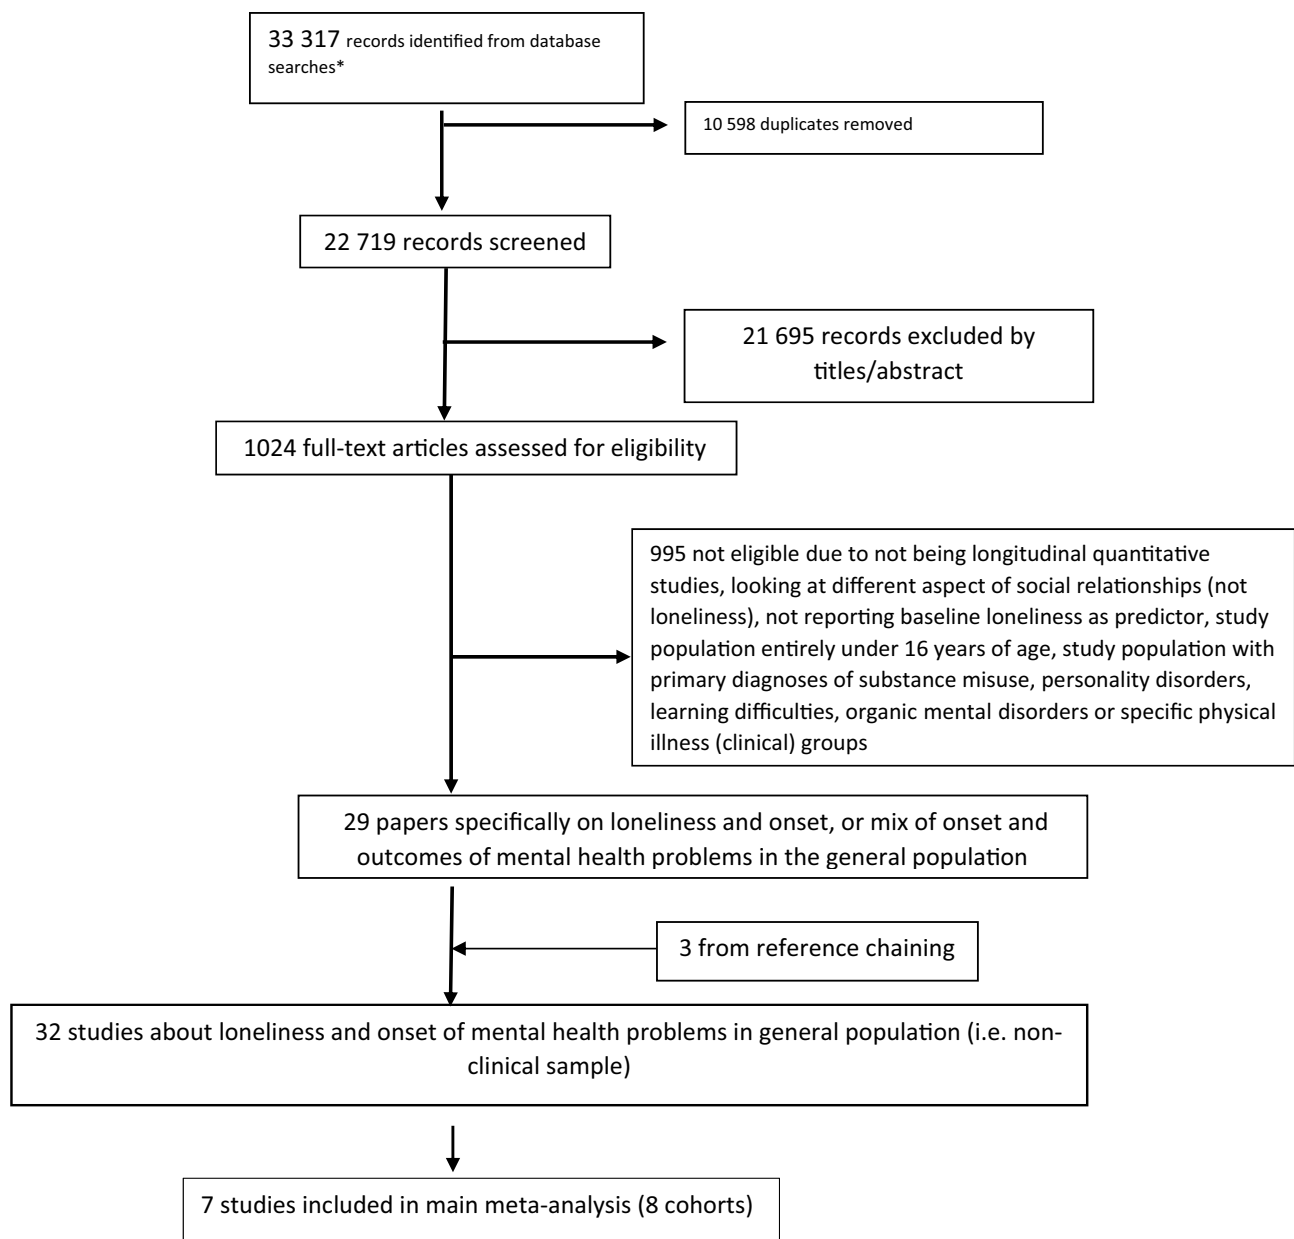 33 317 records identified from database
searches*
10 598 duplicates removed
22 719 records screened
21 695 records excluded by
titles/abstract
1024 full-text articles assessed for eligibility
995 not eligible due to not being longitudinal quantitative
studies, looking at different aspect of social relationships (not
loneliness), not reporting baseline loneliness as predictor, study
population entirely under 16 years of age, study population with
primary diagnoses of substance misuse, personality disorders,
learning difficulties, organic mental disorders or specific physical
illness (clinical) groups
29 papers specifically on loneliness and onset, or mix of onset and
outcomes of mental health problems in the general population
3 from reference chaining
32 studies about loneliness and onset of mental health problems in general population (i.e. non-
clinical sample)
7 studies included in main meta-analysis (8 cohorts)